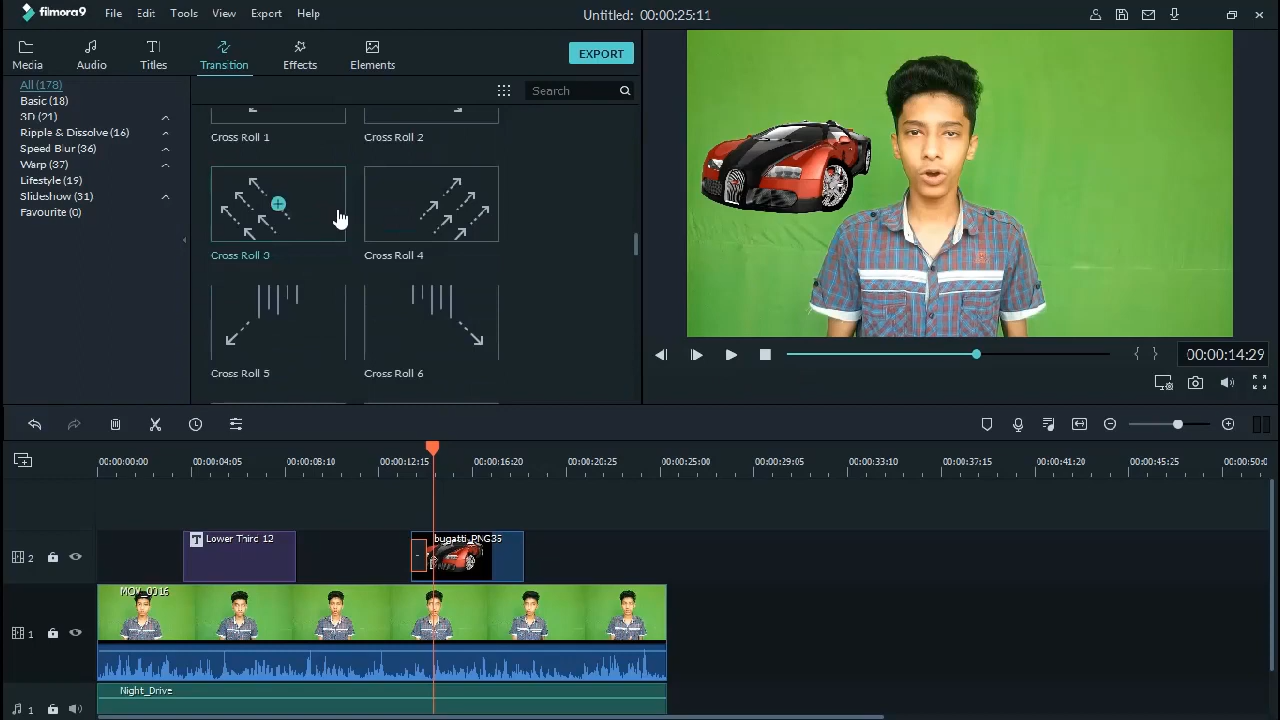 filmora9 File Edit Tools View Export Help Untitled: 00:00:25:11
Media Audio Titles Transition Effects Elements EXPORT
All (178)
Basic (18)
3D (21)
Ripple & Dissolve (16)
Speed Blur (36)
Warp (37)
Lifestyle (19)
Slideshow (31)
Favourite (0)
Search
Cross Roll 1 Cross Roll 2
Cross Roll 3 Cross Roll 4
Cross Roll 5 Cross Roll 6
00:00:14:29
00:00:00:00 00:00:04:05 00:00:08:10 00:00:12:15 00:00:16:20 00:00:20:25 00:00:25:00 00:00:29:05 00:00:33:10 00:00:37:15 00:00:41:20 00:00:45:25 00:00:50:0
2 T Lower Third 12 bugatti_PNG35
MOV_0016
1
Night_Drive
1